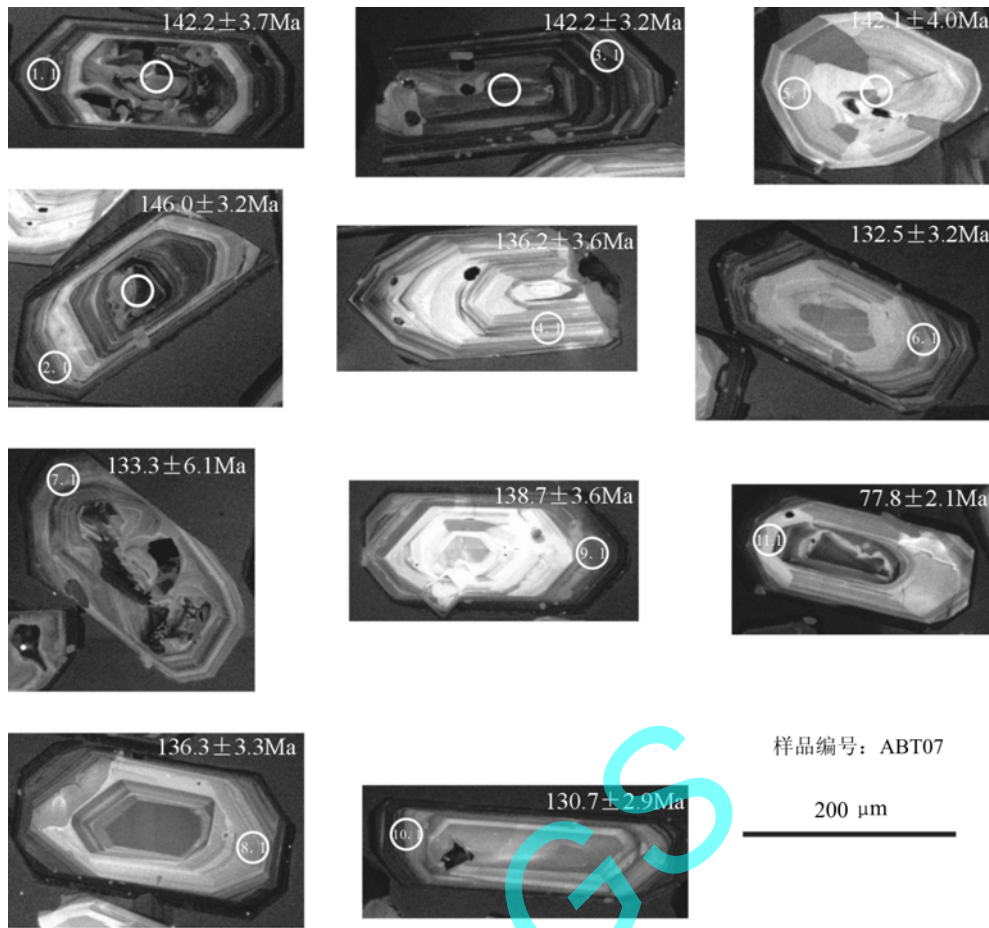 142.2±3.7Ma
1.1
142.2±3.2Ma
3.1
142.1±4.0Ma
5.1
146.0±3.2Ma
2.1
136.2±3.6Ma
4.1
132.5±3.2Ma
6.1
133.3±6.1Ma
7.1
138.7±3.6Ma
9.1
77.8±2.1Ma
11.1
136.3±3.3Ma
8.1
130.7±2.9Ma
10.1
样品编号：ABT07
200 μm
GS